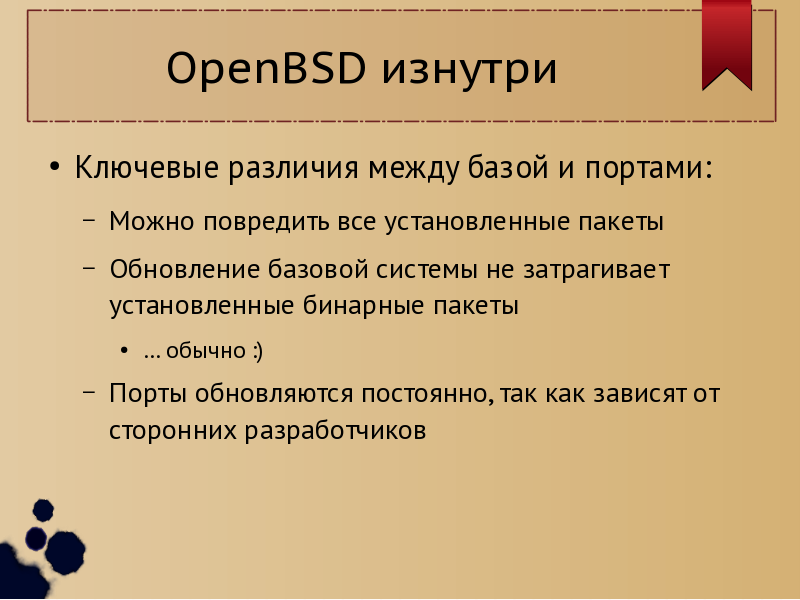 OpenBSD изнутри
• Ключевые различия между базой и портами:
– Можно повредить все установленные пакеты
– Обновление базовой системы не затрагивает
установленные бинарные пакеты
• ... обычно :)
– Порты обновляются постоянно, так как зависят от
сторонних разработчиков